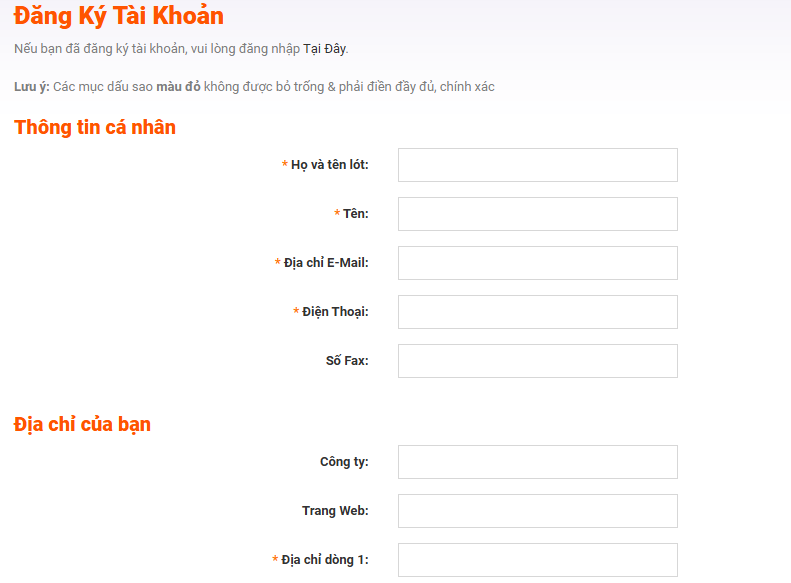 Đăng Ký Tài Khoản
Nếu bạn đã đăng ký tài khoản, vui lòng đăng nhập Tại Đây.
Lưu ý: Các mục dấu sao màu đỏ không được bỏ trống & phải điền đầy đủ, chính xác
Thông tin cá nhân
* Họ và tên lót:
* Tên:
* Địa chỉ E-Mail:
* Điện Thoại:
Số Fax:
Địa chỉ của bạn
Công ty:
Trang Web:
* Địa chỉ dòng 1: